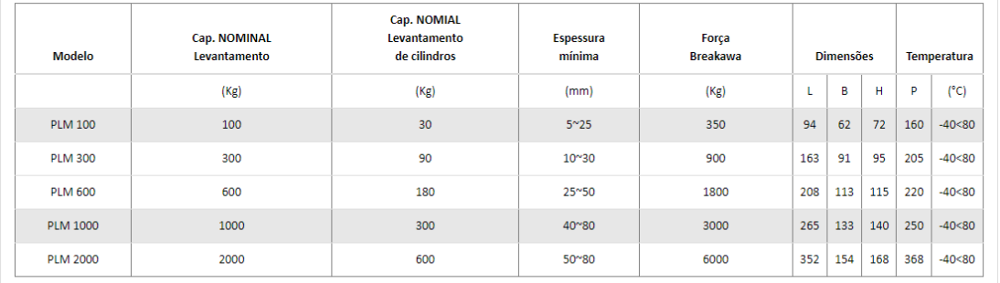 Modelo Cap. NOMINAL Levantamento Cap. NOMIAL Levantamento de cilindros Espessura mínima Força Breakawa Dimensões Temperatura
(Kg) (Kg) (mm) (Kg) L B H P (°C)
PLM 100 100 30 5~25 350 94 62 72 160 -40<80
PLM 300 300 90 10~30 900 163 91 95 205 -40<80
PLM 600 600 180 25~50 1800 208 113 115 220 -40<80
PLM 1000 1000 300 40~80 3000 265 133 140 250 -40<80
PLM 2000 2000 600 50~80 6000 352 154 168 368 -40<80